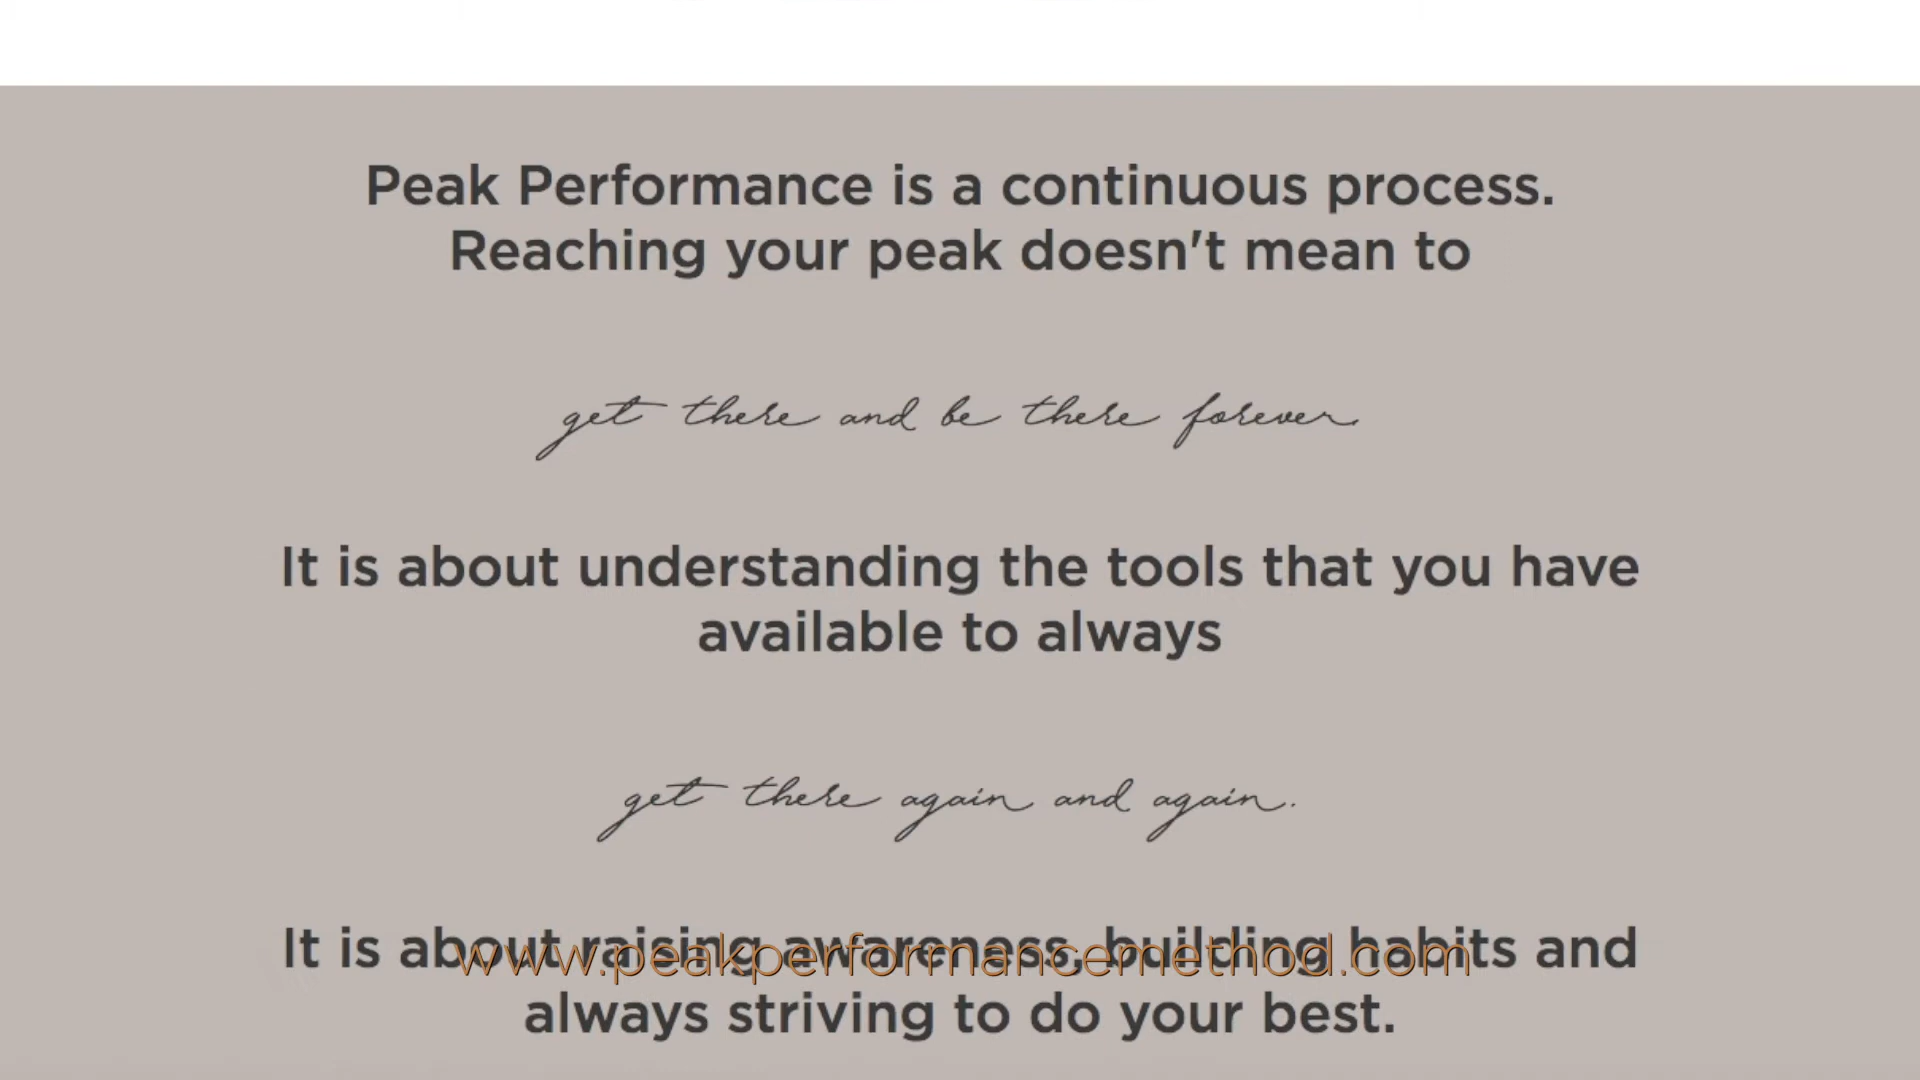 Peak Performance is a continuous process.
Reaching your peak doesn't mean to
get there and be there forever.
It is about understanding the tools that you have
available to always
get there again and again.
It is about raising awareness, building habits and
www.peakperformancemethod.com
always striving to do your best.